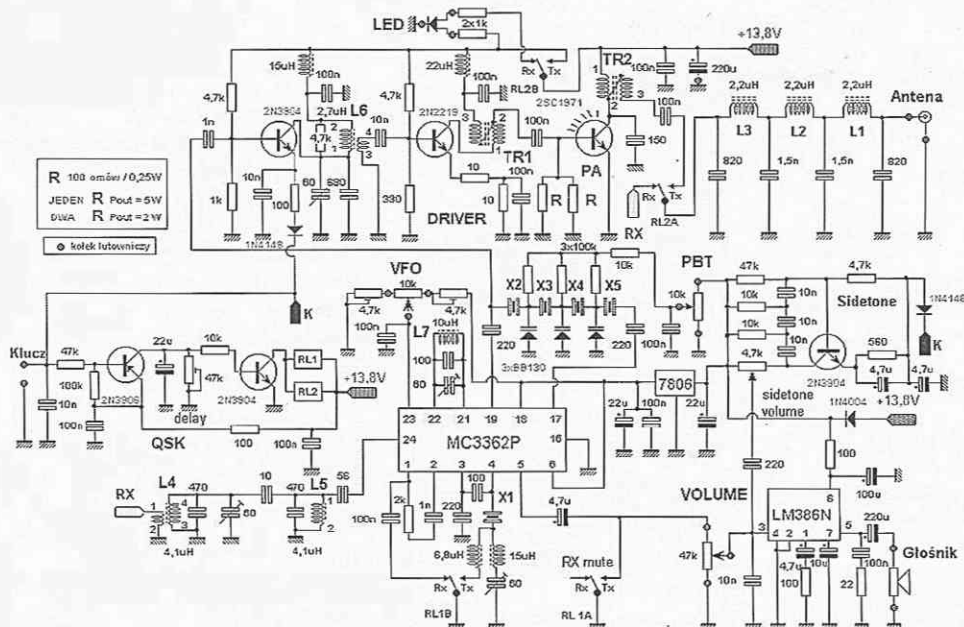 LED
2x1k
+13,8V
Rx
Tx
RL2B
TR2
15uH
100n
22uH
100n
100n
220u
2,2uH
2,2uH
2,2uH
Antena
4,7k
2N3904
2,7uH
L6
4,7k
10n
4,7k
2N2219
TR1
100n
2SC1971
PA
100n
150
L3
L2
L1
1n
820
1,5n
1,5n
820
R 100 omów / 0,25W
JEDEN R Pout = 5W
DWA R Pout = 2 W
kołek lutowniczy
10n
100
60
680
1k
1N4148
330
10
100n
10
DRIVER
R
R
Rx
Tx
RL2A
RX
K
VFO
10k
4,7k
4,7k
100n
L7
10uH
100
60
3x100k
10k
X2
X3
X4
X5
220
220
100n
3xBB130
PBT
10k
47k
10k
10k
4,7k
10n
10n
10n
4,7k
Sidetone
1N4148
2N3904
560
K
4,7u
4,7u
+13,8V
Klucz
47k
100k
2N3906
22u
10k
47k
delay
2N3904
RL1
RL2
+13,8V
10n
100n
QSK
100
100n
7806
22u
100n
22u
sidetone
volume
1N4004
23
22
21
20
19
18
17
24
MC3362P
16
1
2
3
4
5
6
RX
L4
470
60
10
470
L5
56
4,1uH
4,1uH
100n
2k
1n
220
100
X1
4,7u
6,8uH
15uH
60
Rx
Tx
RL1B
RX mute
Rx
Tx
RL 1A
220
VOLUME
47k
10n
100
100u
LM386N
3
6
4
2
1
7
5
4,7u
10u
100
220u
100n
22
Głośnik